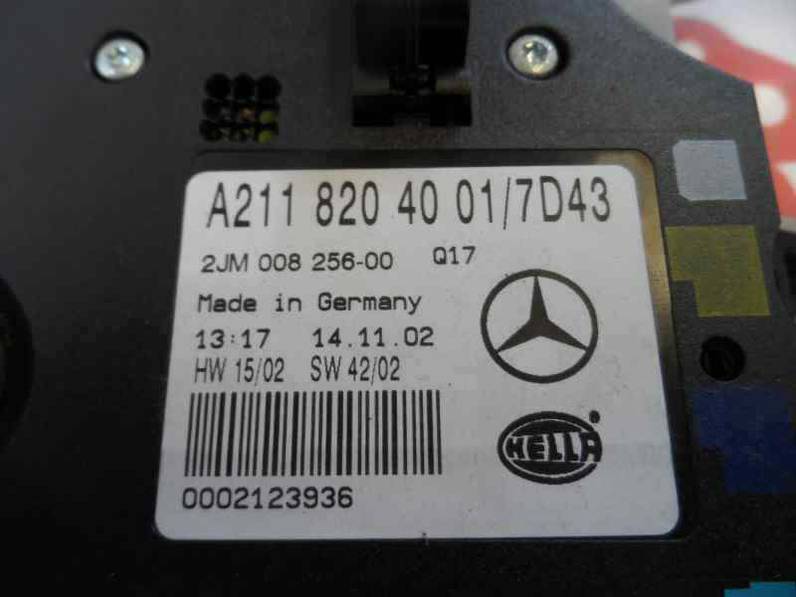 A211 820 40 01/7D43
2JM 008 256-00 Q17
Made in Germany
13:17 14.11.02
HW 15/02 SW 42/02
HELLA ®
0002123936